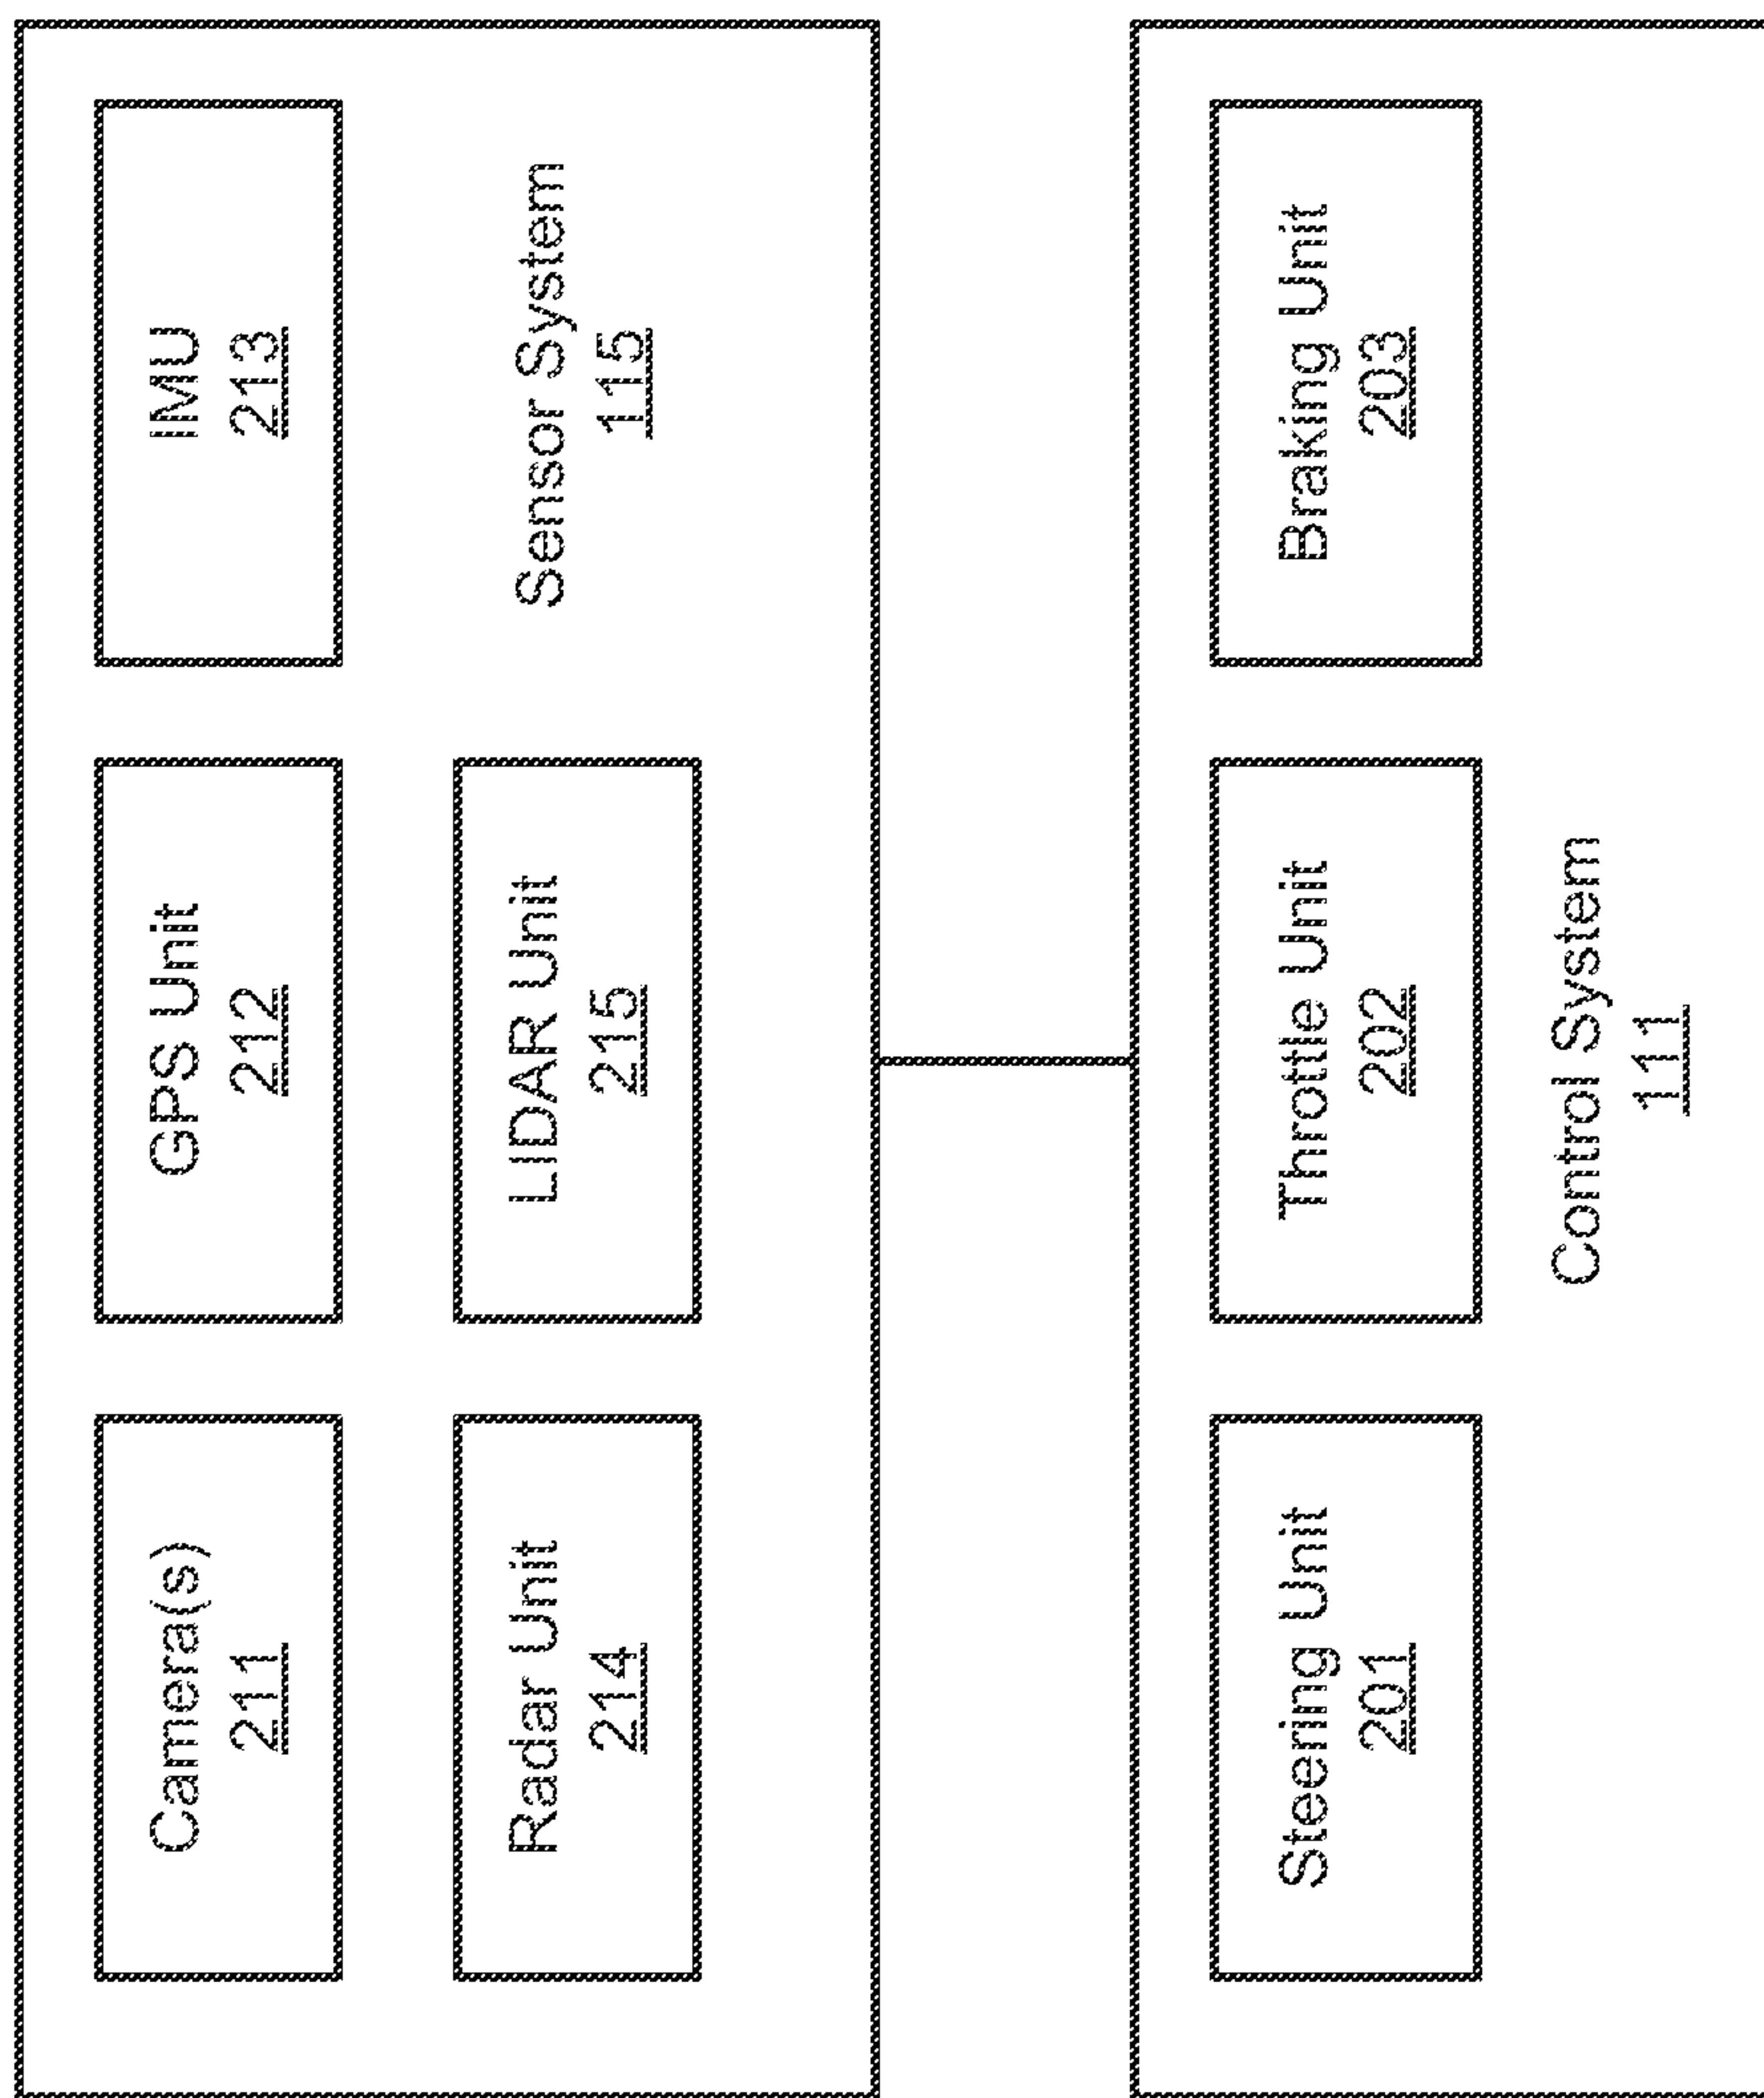 Camera(s)
211
GPS Unit
212
IMU
213
Radar Unit
214
LIDAR Unit
215
Sensor System
115
Steering Unit
201
Throttle Unit
202
Braking Unit
203
Control System
111